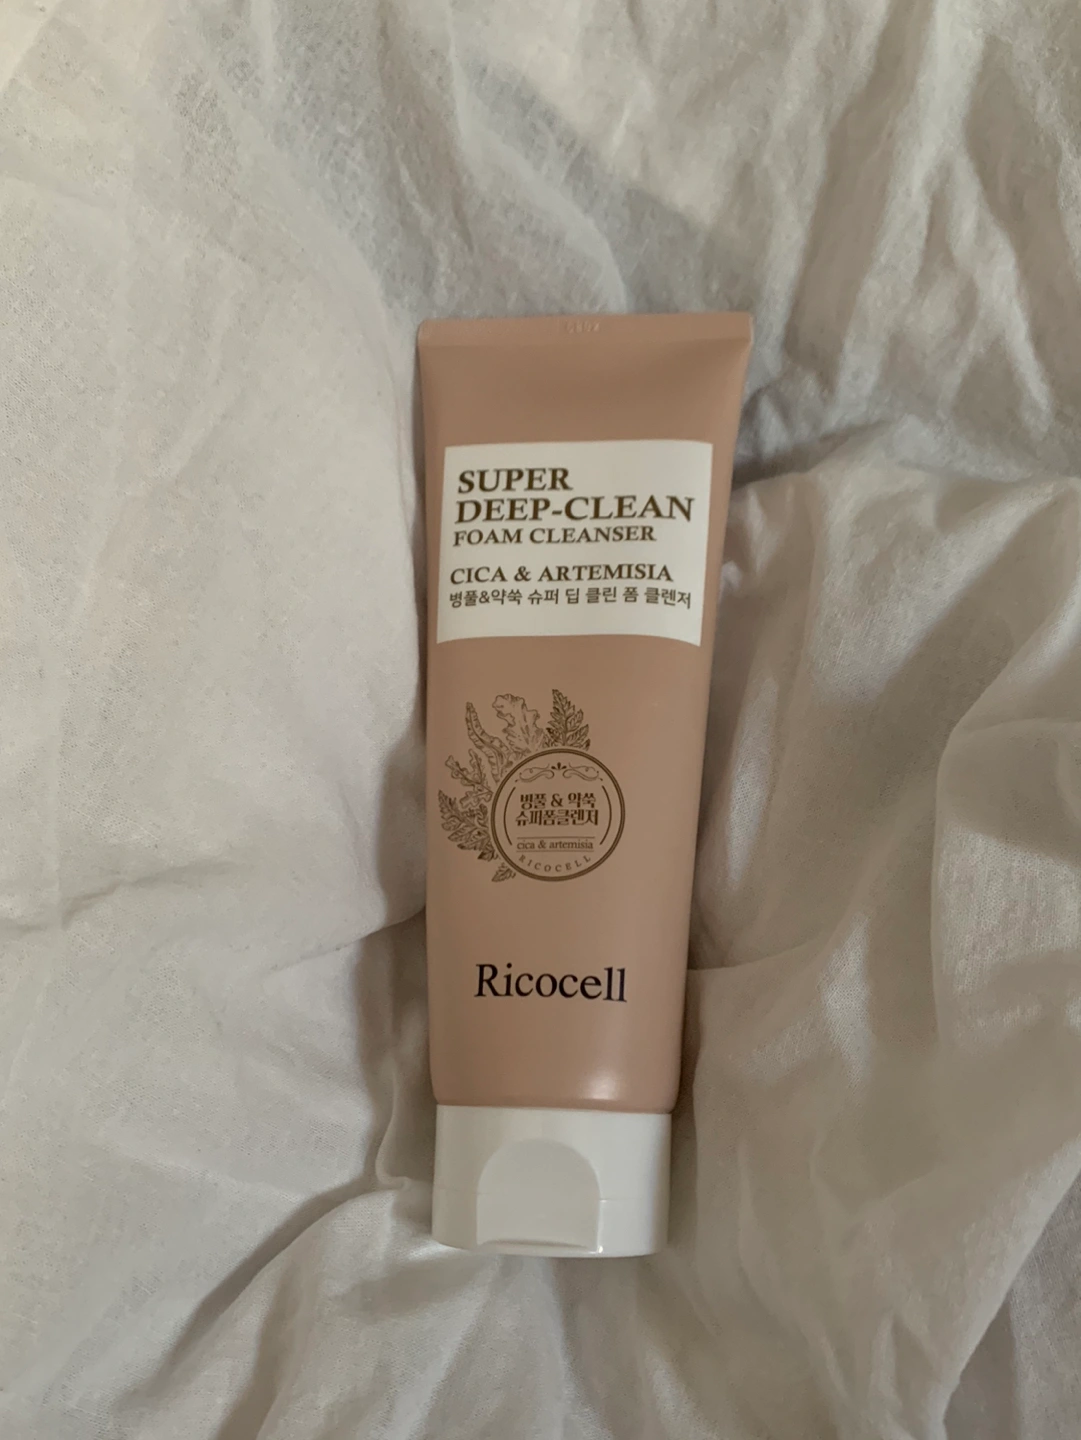 SUPER
DEEP-CLEAN
FOAM CLEANSER
CICA & ARTEMISIA
병풀&약쑥 슈퍼 딥 클린 폼 클렌저
병풀 & 약쑥
슈퍼폼클렌저
cica & artemisia
RICOCELL
Ricocell